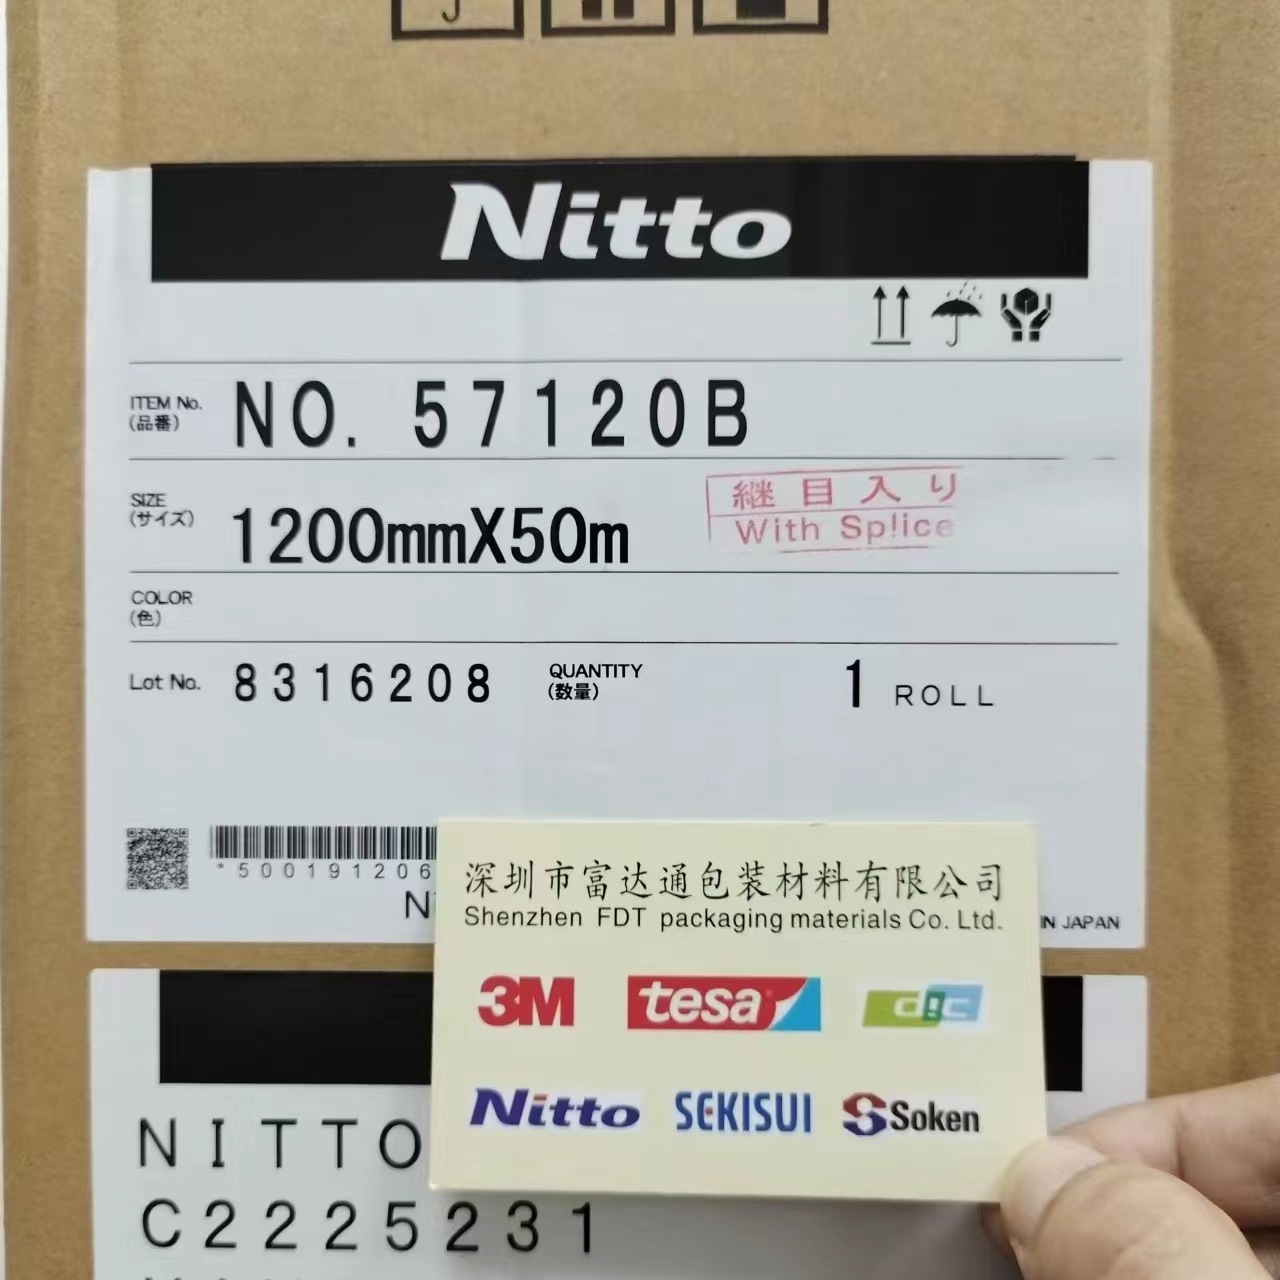 Nitto
ITEM No.
(品番)
NO. 57120B
SIZE
(サイズ)
1200mmX50m
継目入り
With Splice
COLOR
(色)
Lot No.
8316208
QUANTITY
(数量)
1 ROLL
*500191206
N
IN JAPAN
深圳市富达通包装材料有限公司
Shenzhen FDT packaging materials Co. Ltd.
3M
tesa
dic
Nitto
SEKISUI
Soken
NITTO
C2225231